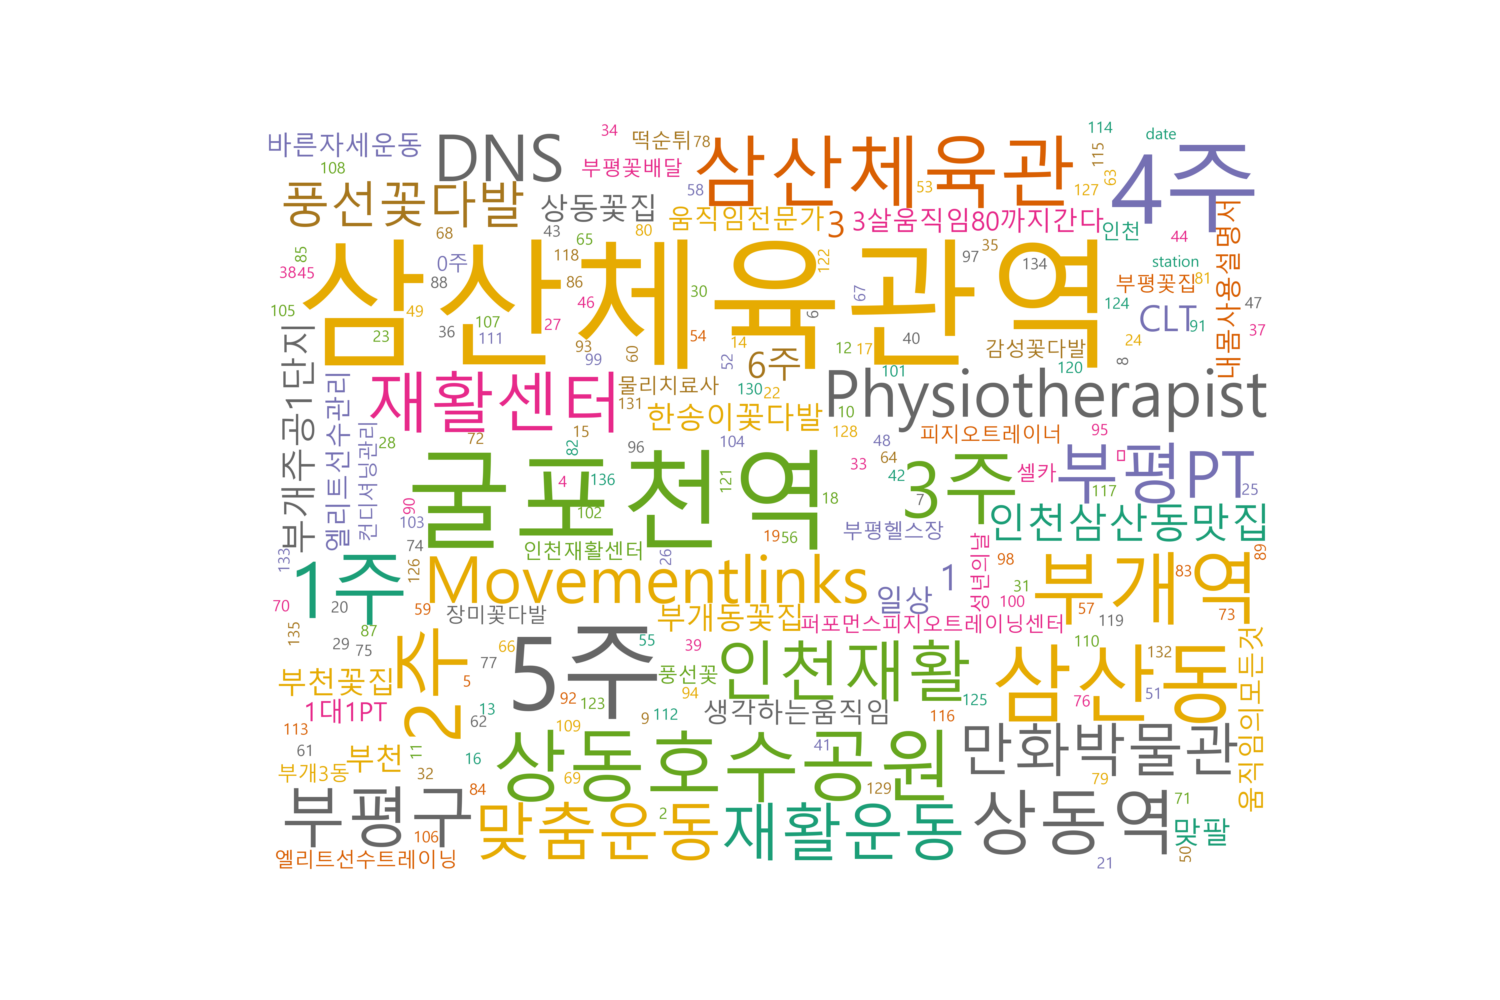 바른자세운동
108
DNS
34
떡순튀
78
부평꽃배달
58
삼산체육관
53
127
114
date
115
63
4주
풍선꽃다발
68
상동꽃집
43
65
움직임전문가
80
3
3살움직임80까지간다
인천
44
내몸사용설명서
85
38
45
0주
88
118
86
122
67
97
35
134
station
부평꽃집
81
삼산체육관역
105
23
49
36
107
111
46
27
93
99
60
30
54
14
52
6
12
17
40
101
감성꽃다발
120
124
8
CLT
91
24
47
37
부개주공1단지
엘리트선수관리
컨디셔닝관리
28
재활센터
72
15
물리치료사
131
6주
130
22
한송이꽃다발
10
128
Physiotherapist
피지오트레이너
95
82
96
104
48
64
33
42
7
굴포천역
90
103
74
4
136
102
121
18
19
56
3주
셀카
ㅁ
부평PT
25
117
인천삼산동맛집
부평헬스장
인천재활센터
26
133
1주
126
70
20
59
Movementlinks
1
일상
성년의날
98
31
100
부개역
83
89
57
73
119
135
87
29
75
장미꽃다발
부개동꽃집
퍼포먼스피지오트레이닝센터
2주
66
77
5
5주
55
39
풍선꽃
94
인천재활
125
110
삼산동
132
51
76
움직임의모든것
부천꽃집
1대1PT
113
13
62
92
123
109
9
112
생각하는움직임
116
61
부천
11
부개3동
32
16
상동호수공원
69
41
129
만화박물관
79
84
부평구
106
맞춤운동
2
재활운동
상동역
71
맞팔
50
21
엘리트선수트레이닝